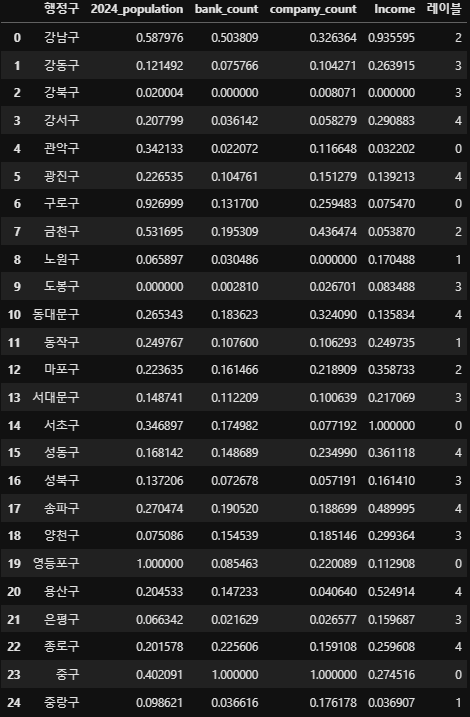 행정구 2024_population bank_count company_count Income 레이블
0 강남구 0.587976 0.503809 0.326364 0.935595 2
1 강동구 0.121492 0.075766 0.104271 0.263915 3
2 강북구 0.020004 0.000000 0.008071 0.000000 3
3 강서구 0.207799 0.036142 0.058279 0.290883 4
4 관악구 0.342133 0.022072 0.116648 0.032202 0
5 광진구 0.226535 0.104761 0.151279 0.139213 4
6 구로구 0.926999 0.131700 0.259483 0.075470 0
7 금천구 0.531695 0.195309 0.436474 0.053870 2
8 노원구 0.065897 0.030486 0.000000 0.170488 1
9 도봉구 0.000000 0.002810 0.026701 0.083488 3
10 동대문구 0.265343 0.183623 0.324090 0.135834 4
11 동작구 0.249767 0.107600 0.106293 0.249735 1
12 마포구 0.223635 0.161466 0.218909 0.358733 2
13 서대문구 0.148741 0.112209 0.100639 0.217069 3
14 서초구 0.346897 0.174982 0.077192 1.000000 0
15 성동구 0.168142 0.148689 0.234990 0.361118 4
16 성북구 0.137206 0.072678 0.057191 0.161410 3
17 송파구 0.270474 0.190520 0.188699 0.489995 4
18 양천구 0.075086 0.154539 0.185146 0.299364 3
19 영등포구 1.000000 0.085463 0.220089 0.112908 0
20 용산구 0.204533 0.147233 0.040640 0.524914 4
21 은평구 0.066342 0.021629 0.026577 0.159687 3
22 종로구 0.201578 0.225606 0.159108 0.259608 4
23 중구 0.402091 1.000000 1.000000 0.274516 0
24 중랑구 0.098621 0.036616 0.176178 0.036907 1